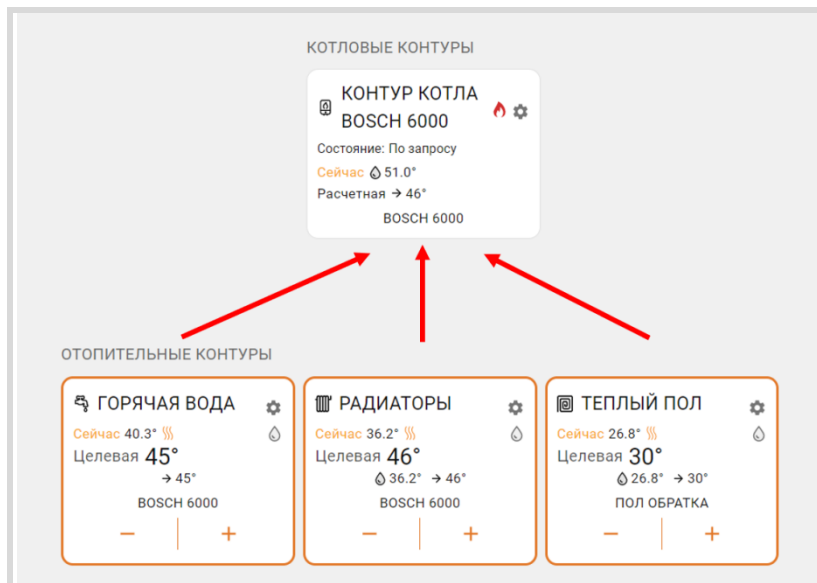 КОТЛОВЫЕ КОНТУРЫ
КОНТУР КОТЛА
BOSCH 6000
Состояние: По запросу
Сейчас 51.0°
Расчетная → 46°
BOSCH 6000
ОТОПИТЕЛЬНЫЕ КОНТУРЫ
ГОРЯЧАЯ ВОДА
Сейчас 40.3°
Целевая 45°
→ 45°
BOSCH 6000
− +
РАДИАТОРЫ
Сейчас 36.2°
Целевая 46°
36.2° → 46°
BOSCH 6000
− +
ТЕПЛЫЙ ПОЛ
Сейчас 26.8°
Целевая 30°
26.8° → 30°
ПОЛ ОБРАТКА
− +